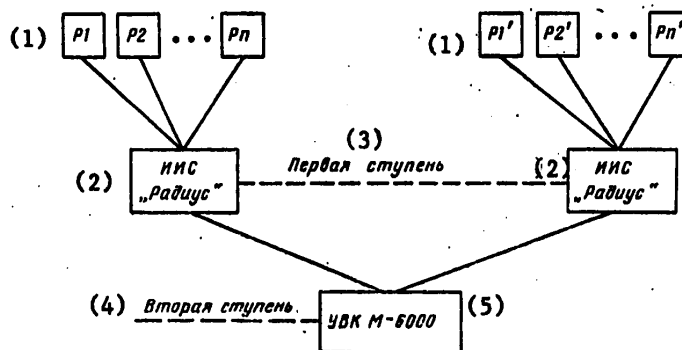 (1) P1 P2 ••• Pn (1) P1' P2' ••• Pn'
(3)
(2) ИИС Первая ступень (2) ИИС
„Радиус" „Радиус"
(4) Вторая ступень УВК М-6000 (5)